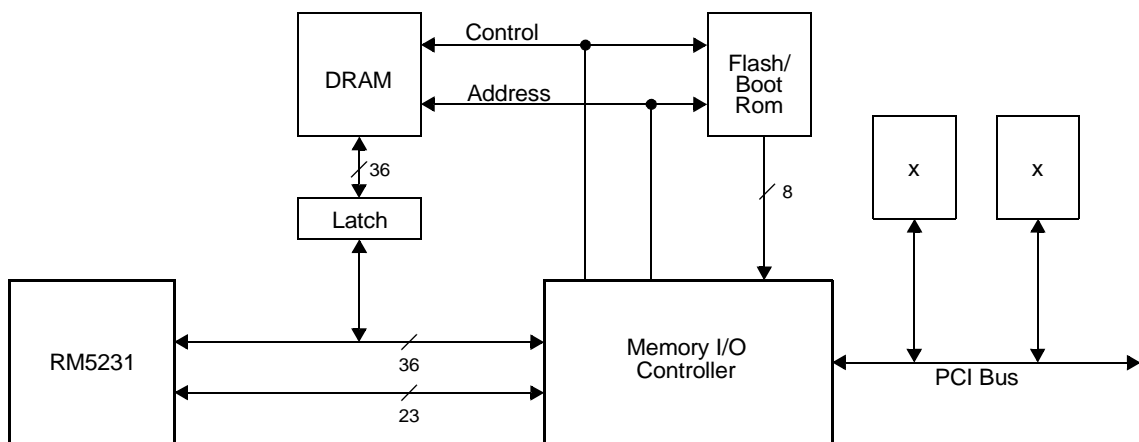 Control
DRAM
Flash/
Boot
Rom
Address
36
8
x
x
Latch
RM5231
36
Memory I/O
Controller
PCI Bus
23